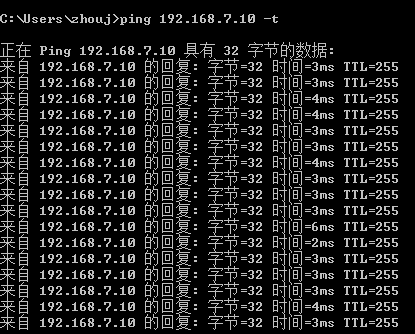 C:\Users\zhouj>ping 192.168.7.10 -t
正在 Ping 192.168.7.10 具有 32 字节的数据:
来自 192.168.7.10 的回复: 字节=32 时间=3ms TTL=255
来自 192.168.7.10 的回复: 字节=32 时间=3ms TTL=255
来自 192.168.7.10 的回复: 字节=32 时间=4ms TTL=255
来自 192.168.7.10 的回复: 字节=32 时间=4ms TTL=255
来自 192.168.7.10 的回复: 字节=32 时间=3ms TTL=255
来自 192.168.7.10 的回复: 字节=32 时间=3ms TTL=255
来自 192.168.7.10 的回复: 字节=32 时间=4ms TTL=255
来自 192.168.7.10 的回复: 字节=32 时间=3ms TTL=255
来自 192.168.7.10 的回复: 字节=32 时间=3ms TTL=255
来自 192.168.7.10 的回复: 字节=32 时间=3ms TTL=255
来自 192.168.7.10 的回复: 字节=32 时间=6ms TTL=255
来自 192.168.7.10 的回复: 字节=32 时间=2ms TTL=255
来自 192.168.7.10 的回复: 字节=32 时间=3ms TTL=255
来自 192.168.7.10 的回复: 字节=32 时间=3ms TTL=255
来自 192.168.7.10 的回复: 字节=32 时间=3ms TTL=255
来自 192.168.7.10 的回复: 字节=32 时间=4ms TTL=255
来自 192.168.7.10 的回复: 字节=32 时间=3ms TTL=255